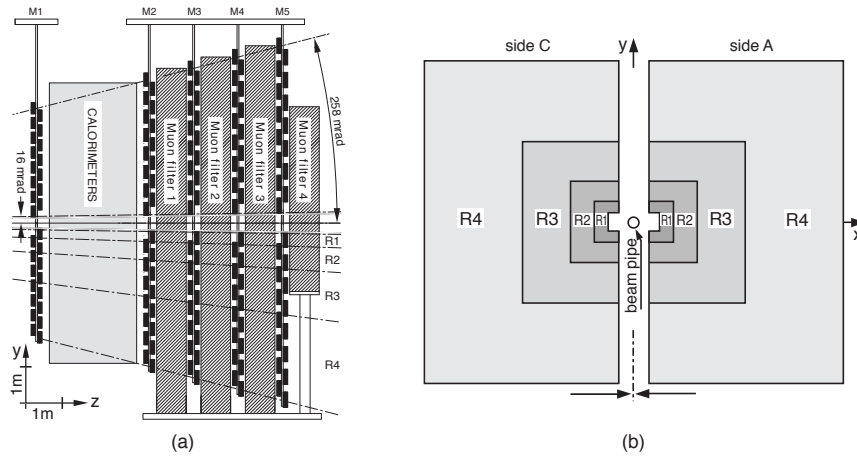 M1
M2
M3
M4
M5
16 mrad
CALORIMETERS
Muon filter 1
Muon filter 2
Muon filter 3
Muon filter 4
258 mrad
R1
R2
R3
R4
y
1m
1m
z
(a)
side C
y
side A
R4
R3
R2
R1
R1
R2
R3
R4
x
beam pipe
(b)